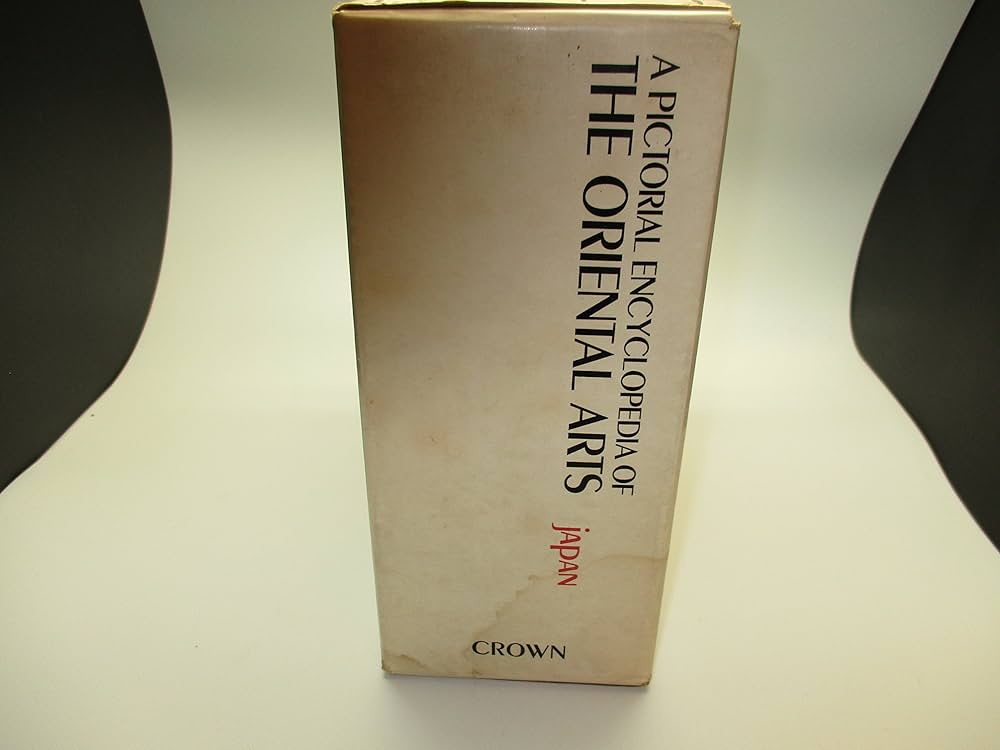 A PICTORIAL ENCYCLOPEDIA OF
THE ORIENTAL ARTS
japan
CROWN